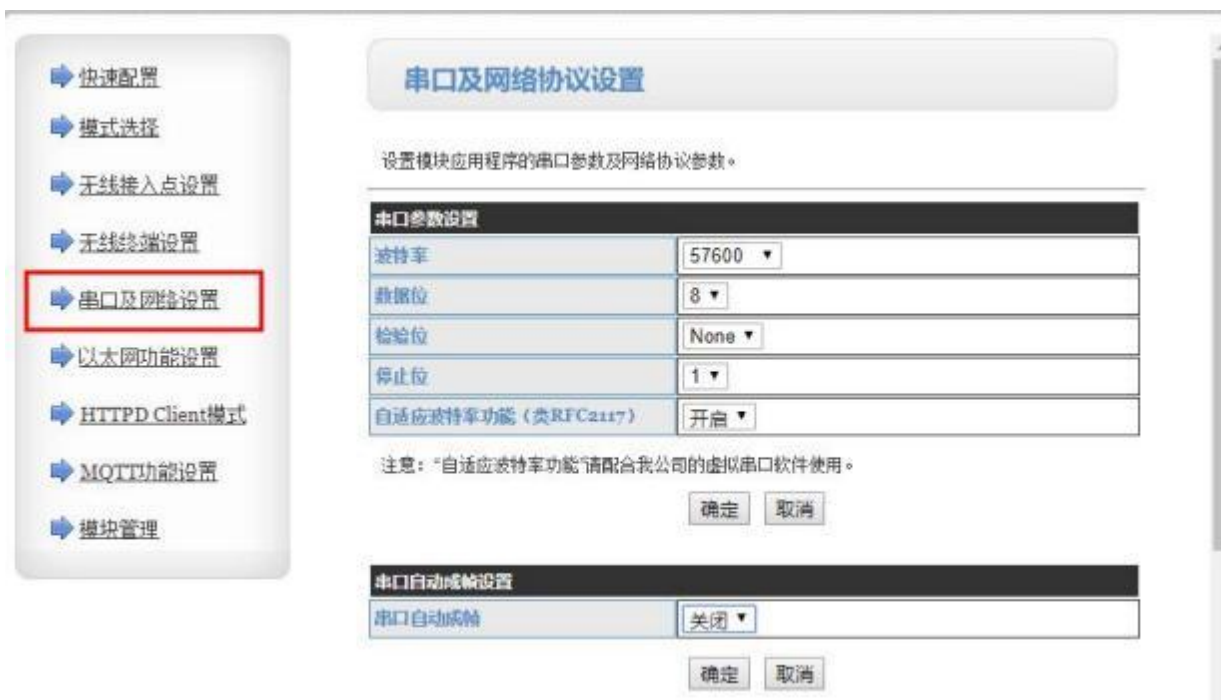 快速配置
模式选择
无线接入点设置
无线终端设置
串口及网络设置
以太网功能设置
HTTPD Client模式
MQTT功能设置
模块管理
串口及网络协议设置
设置模块应用程序的串口参数及网络协议参数。
串口参数设置
波特率 57600
数据位 8
检验位 None
停止位 1
自适应波特率功能（类RFC2117） 开启
注意：“自适应波特率功能”请配合我公司的虚拟串口软件使用。
确定 取消
串口自动成帧设置
串口自动成帧 关闭
确定 取消